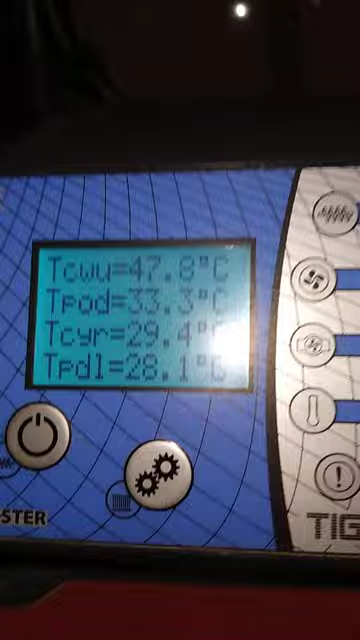 Tcwu=47.8°C
Tpod=33.3°C
Tcyr=29.4°C
Tpdl=28.1°C
STER
TIG